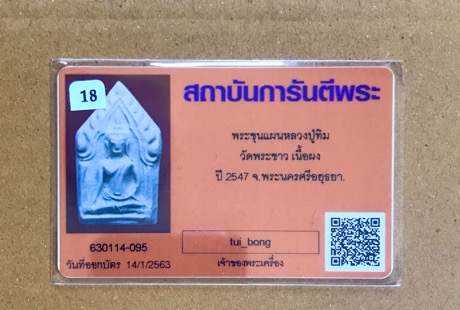 18
สถาบันการันตีพระ
พระขุนแผนหลวงปู่ทิม
วัดพระขาว เนื้อผง
ปี 2547 จ.พระนครศรีอยุธยา.
630114-095
tui_bong
วันที่ออกบัตร 14/1/2563
เจ้าของพระเครื่อง